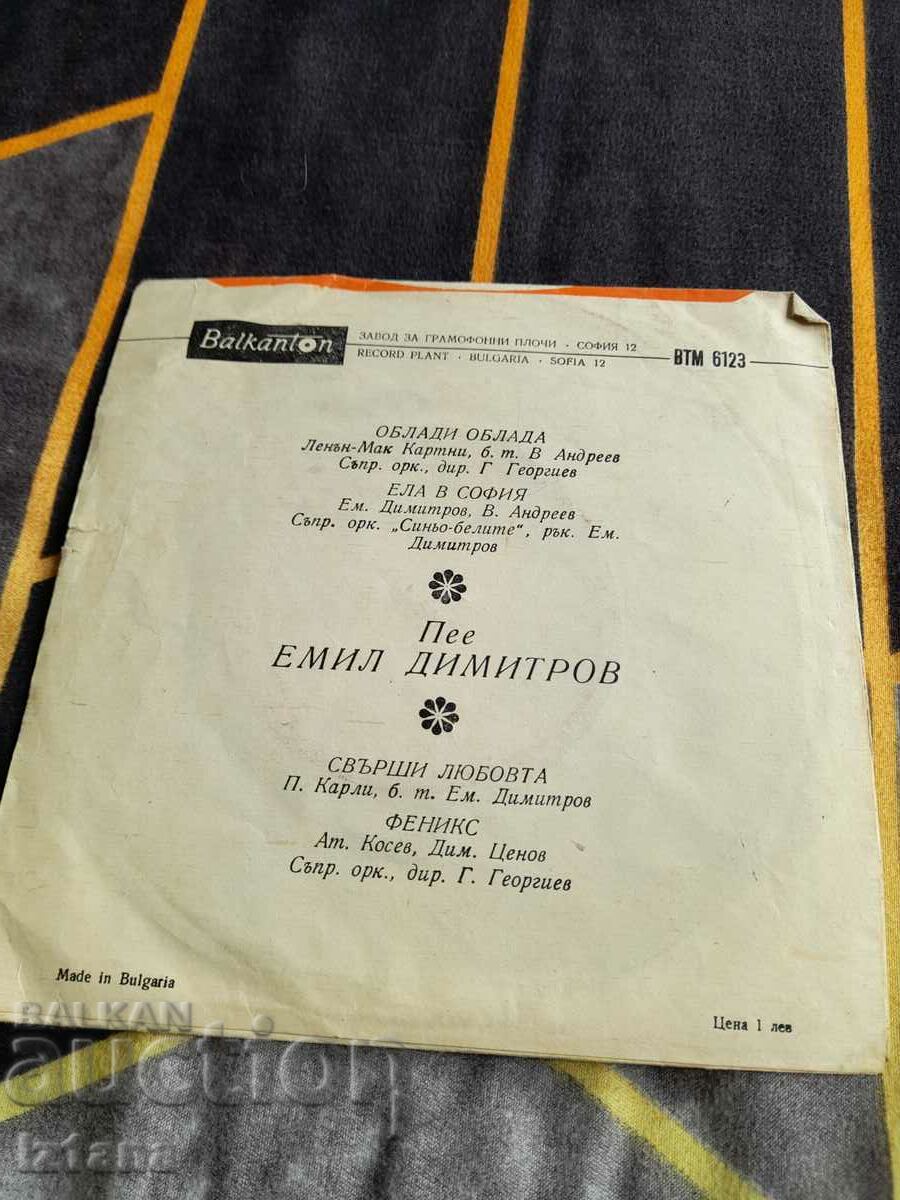 Balkanton
ЗАВОД ЗА ГРАМОФОННИ ПЛОЧИ · СОФИЯ 12
RECORD PLANT · BULGARIA · SOFIA 12
ВТМ 6123
ОБЛАДИ ОБЛАДА
Ленън-Мак Картни, б. т. В Андреев
Съпр. орк., дир. Г Георгиев
ЕЛА В СОФИЯ
Ем. Димитров, В. Андреев
Съпр. орк. „Синьо-белите“, рък. Ем.
Димитров
Пее
ЕМИЛ ДИМИТРОВ
СВЪРШИ ЛЮБОВТА
П. Карли, б. т. Ем. Димитров
ФЕНИКС
Ат. Косев, Дим. Ценов
Съпр. орк., дир. Г. Георгиев
Made in Bulgaria
Цена 1 лев
BALKAN
auction
iztana